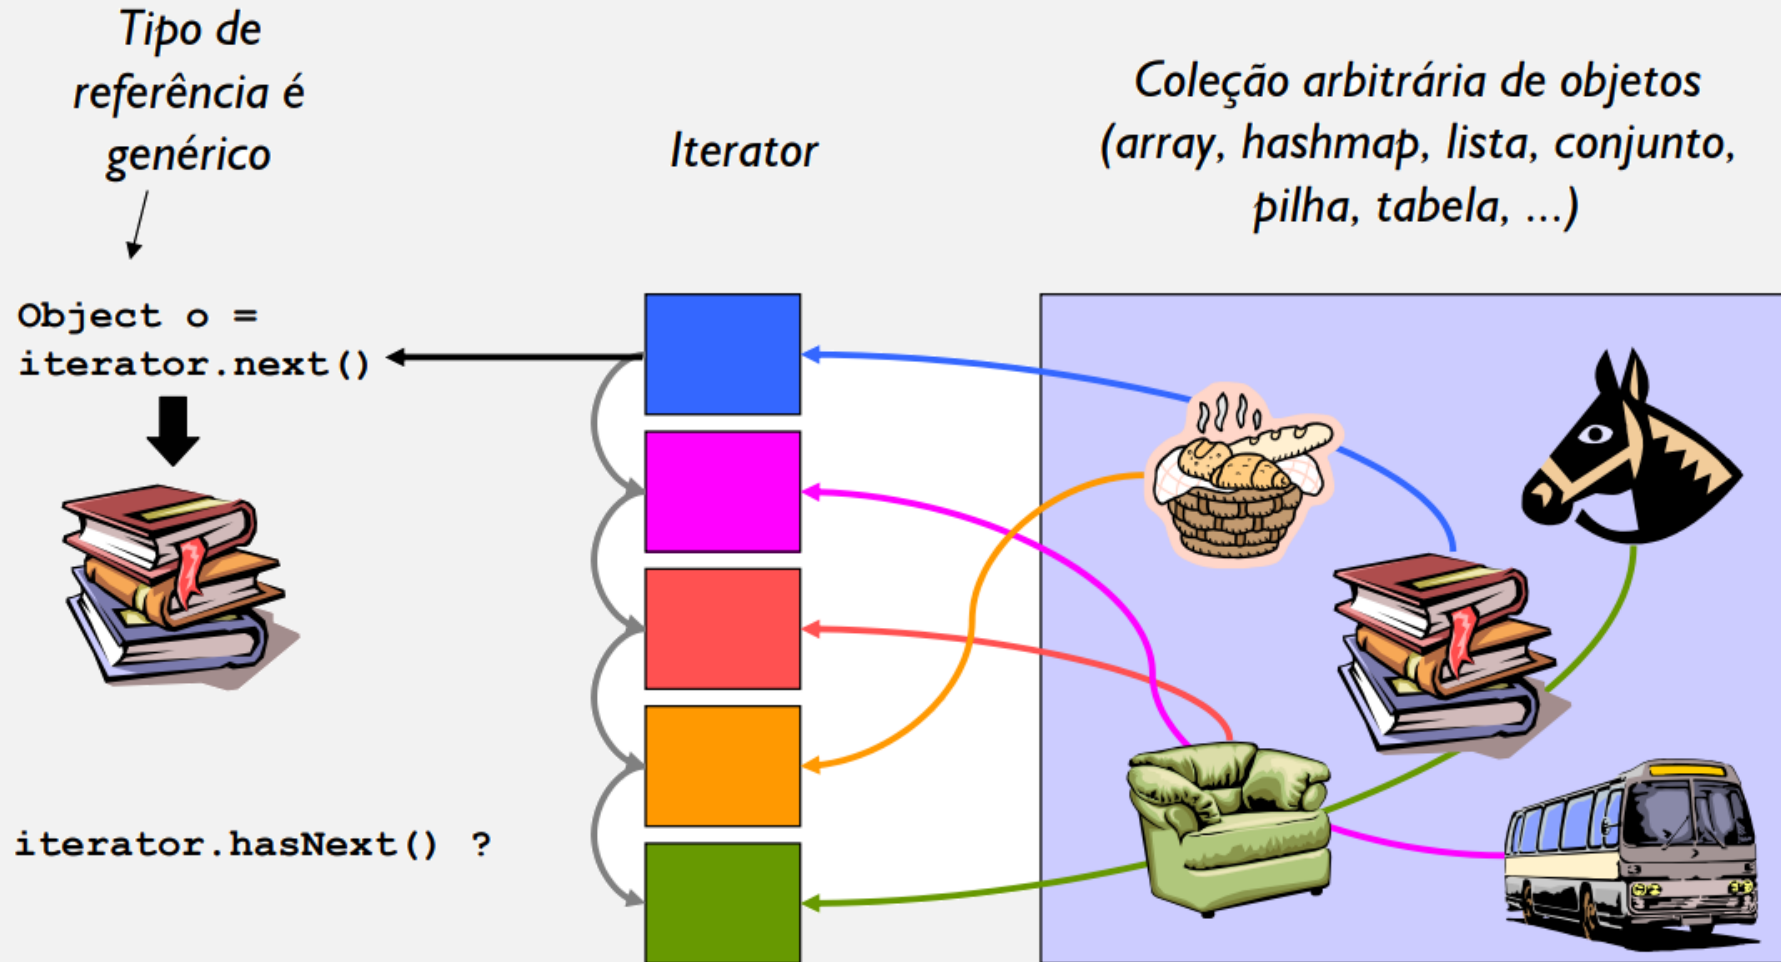 Tipo de
referência é
genérico
Iterator
Coleção arbitrária de objetos
(array, hashmap, lista, conjunto,
pilha, tabela, ...)
Object o =
iterator.next()
iterator.hasNext() ?